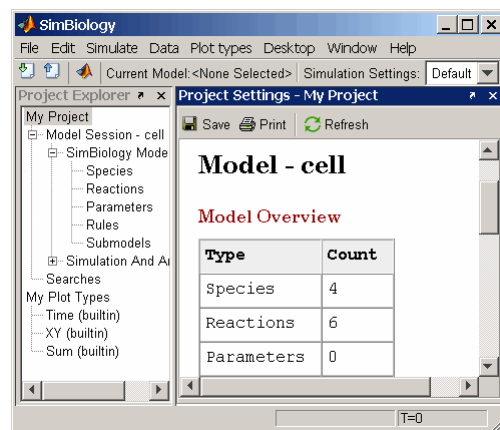 SimBiology
File Edit Simulate Data Plot types Desktop Window Help
Current Model:<None Selected> Simulation Settings: Default
Project Explorer
My Project
Model Session - cell
SimBiology Mode
Species
Reactions
Parameters
Rules
Submodels
Simulation And A
Searches
My Plot Types
Time (builtin)
XY (builtin)
Sum (builtin)
Project Settings - My Project
Save Print Refresh
Model - cell
Model Overview
Type Count
Species 4
Reactions 6
Parameters 0
T=0